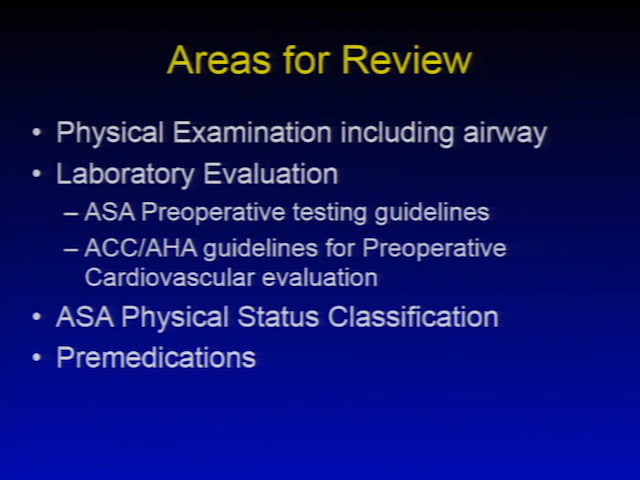 Areas for Review
• Physical Examination including airway
• Laboratory Evaluation
– ASA Preoperative testing guidelines
– ACC/AHA guidelines for Preoperative
Cardiovascular evaluation
• ASA Physical Status Classification
• Premedications